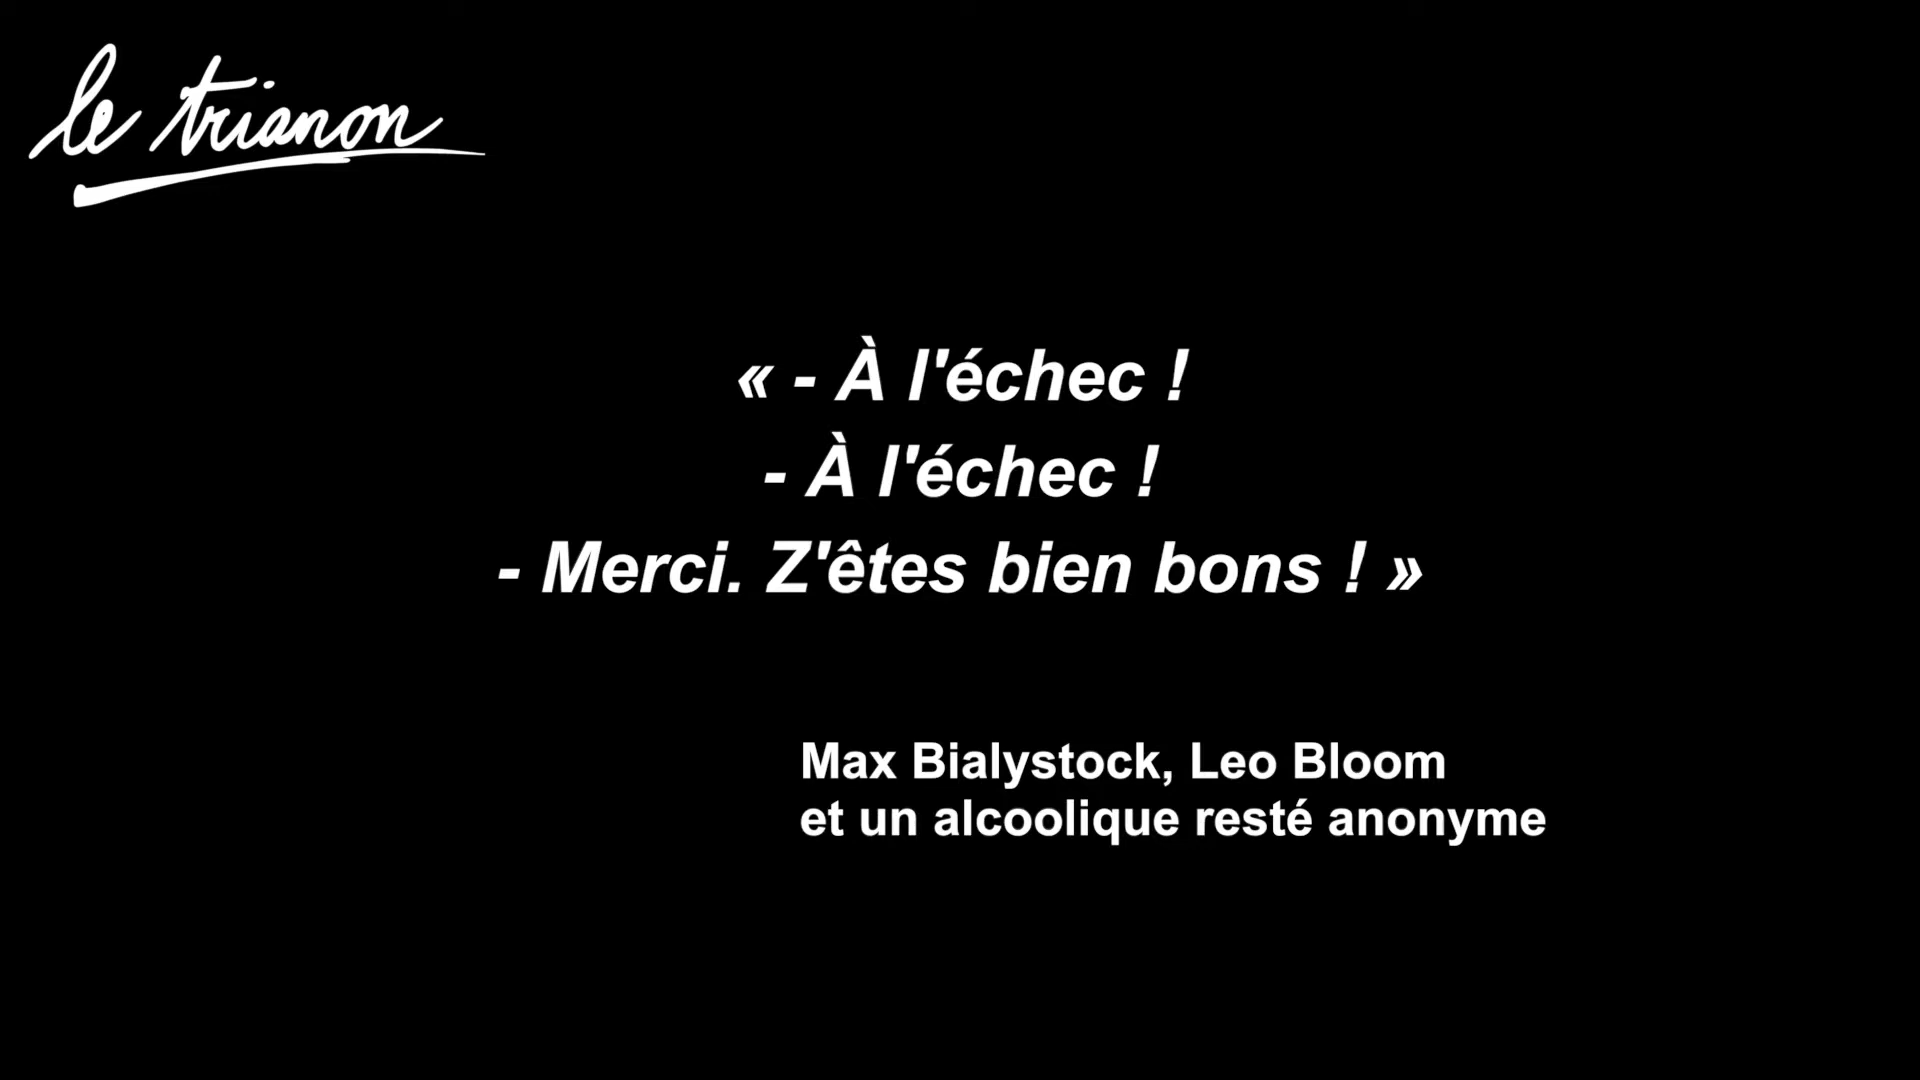 le trianon
« - À l'échec !
- À l'échec !
- Merci. Z'êtes bien bons ! »
Max Bialystock, Leo Bloom
et un alcoolique resté anonyme